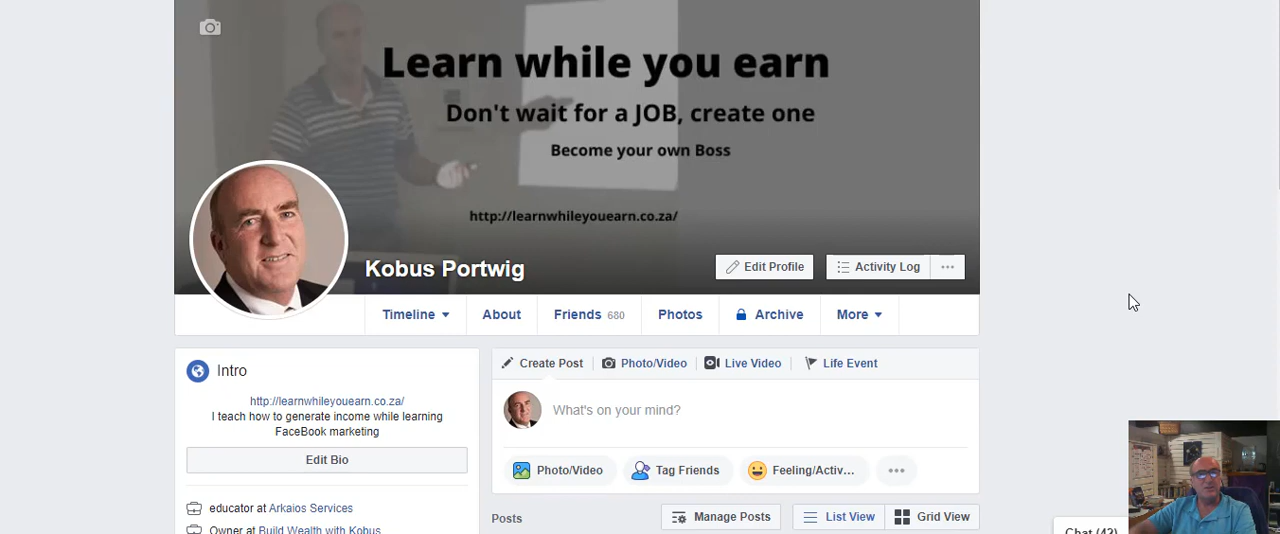 Learn while you earn
Don't wait for a JOB, create one
Become your own Boss
http://learnwhileyouearn.co.za/
Kobus Portwig
Edit Profile
Activity Log
Timeline
About
Friends 680
Photos
Archive
More
Intro
http://learnwhileyouearn.co.za/
I teach how to generate income while learning
FaceBook marketing
Edit Bio
educator at Arkaios Services
Owner at Build Wealth with Kobus
Create Post
Photo/Video
Live Video
Life Event
What's on your mind?
Photo/Video
Tag Friends
Feeling/Activ...
Posts
Manage Posts
List View
Grid View
Chat (42)